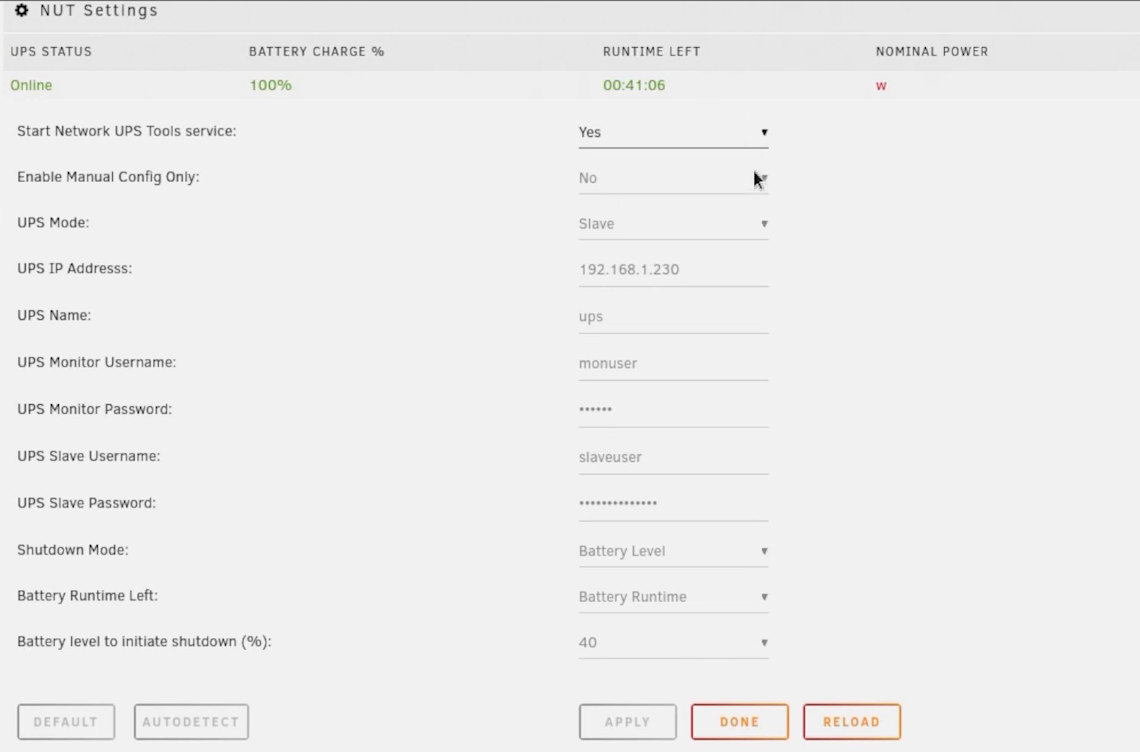 NUT Settings
UPS STATUS BATTERY CHARGE % RUNTIME LEFT NOMINAL POWER
Online 100% 00:41:06 w
Start Network UPS Tools service: Yes
Enable Manual Config Only: No
UPS Mode: Slave
UPS IP Addresss: 192.168.1.230
UPS Name: ups
UPS Monitor Username: monuser
UPS Monitor Password: ••••••
UPS Slave Username: slaveuser
UPS Slave Password: ••••••••••••••
Shutdown Mode: Battery Level
Battery Runtime Left: Battery Runtime
Battery level to initiate shutdown (%): 40
DEFAULT AUTODETECT APPLY DONE RELOAD